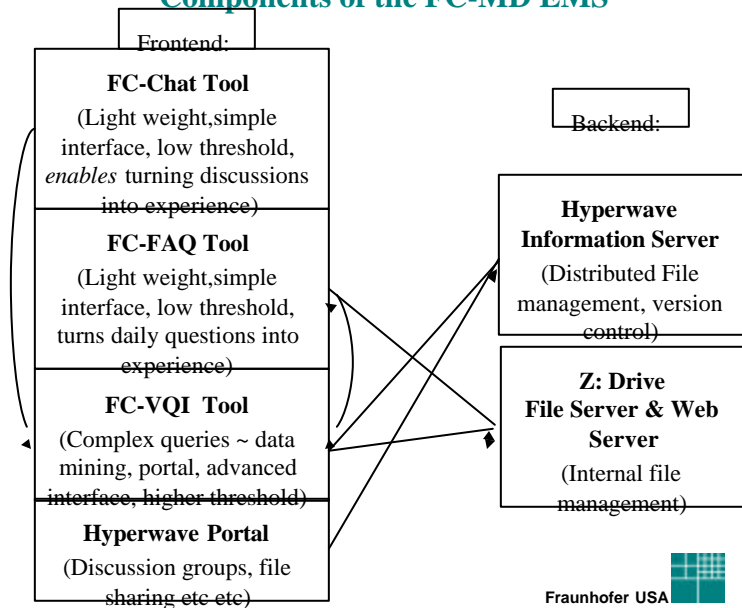 Components of the FC-MD EMS
Frontend:
FC-Chat Tool
(Light weight,simple
interface, low threshold,
enables turning discussions
into experience)
FC-FAQ Tool
(Light weight,simple
interface, low threshold,
turns daily questions into
experience)
FC-VQI Tool
(Complex queries ~ data
mining, portal, advanced
interface, higher threshold)
Hyperwave Portal
(Discussion groups, file
sharing etc etc)
Backend:
Hyperwave
Information Server
(Distributed File
management, version
control)
Z: Drive
File Server & Web
Server
(Internal file
management)
Fraunhofer USA